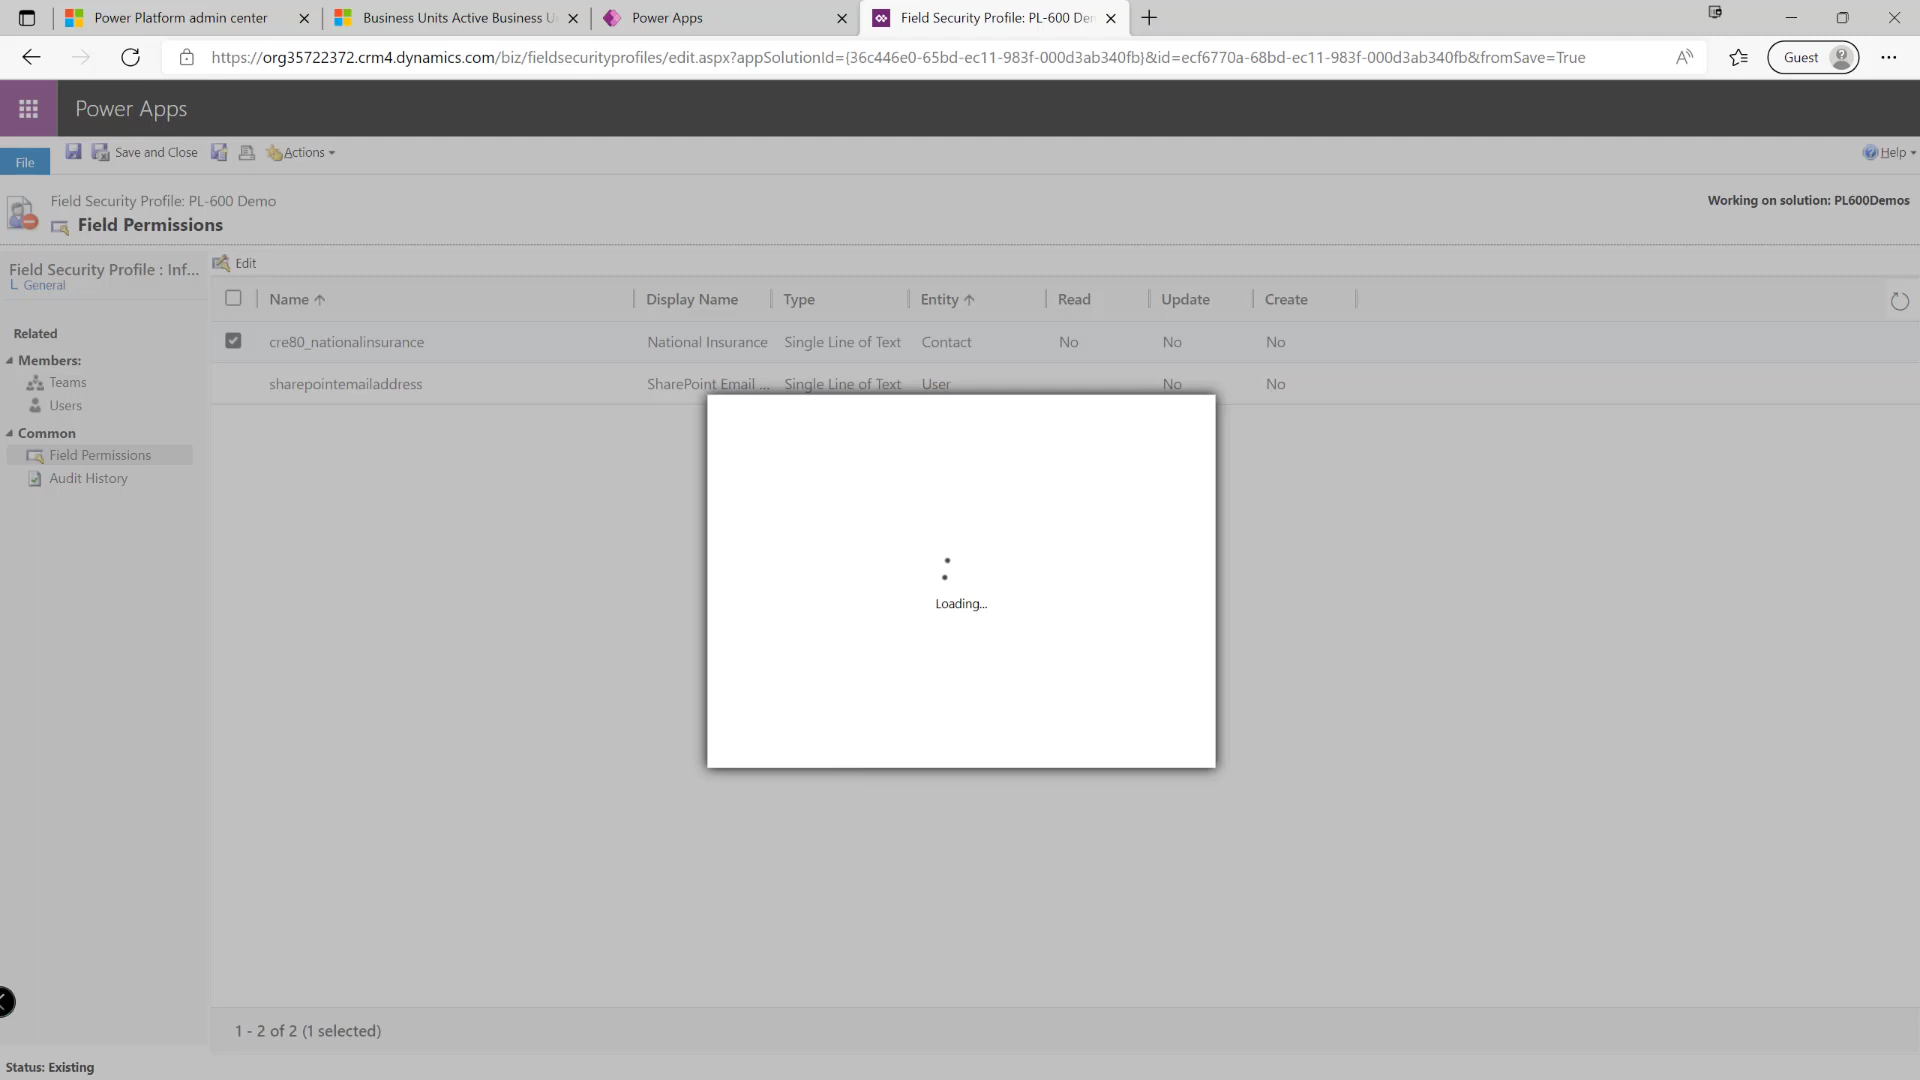 Power Platform admin center
Business Units Active Business U
Power Apps
Field Security Profile: PL-600 De
https://org35722372.crm4.dynamics.com/biz/fieldsecurityprofiles/edit.aspx?appSolutionId={36c446e0-65bd-ec11-983f-000d3ab340fb}&id=ecf6770a-68bd-ec11-983f-000d3ab340fb&fromSave=True
Guest
Power Apps
File
Save and Close
Actions
Help
Field Security Profile: PL-600 Demo
Field Permissions
Working on solution: PL600Demos
Field Security Profile : Inf...
General
Edit
Name
Display Name
Type
Entity
Read
Update
Create
Related
Members:
Teams
Users
Common
Field Permissions
Audit History
cre80_nationalinsurance
National Insurance
Single Line of Text
Contact
No
No
No
sharepointemailaddress
SharePoint Email ...
Single Line of Text
User
No
No
Loading...
1 - 2 of 2 (1 selected)
Status: Existing